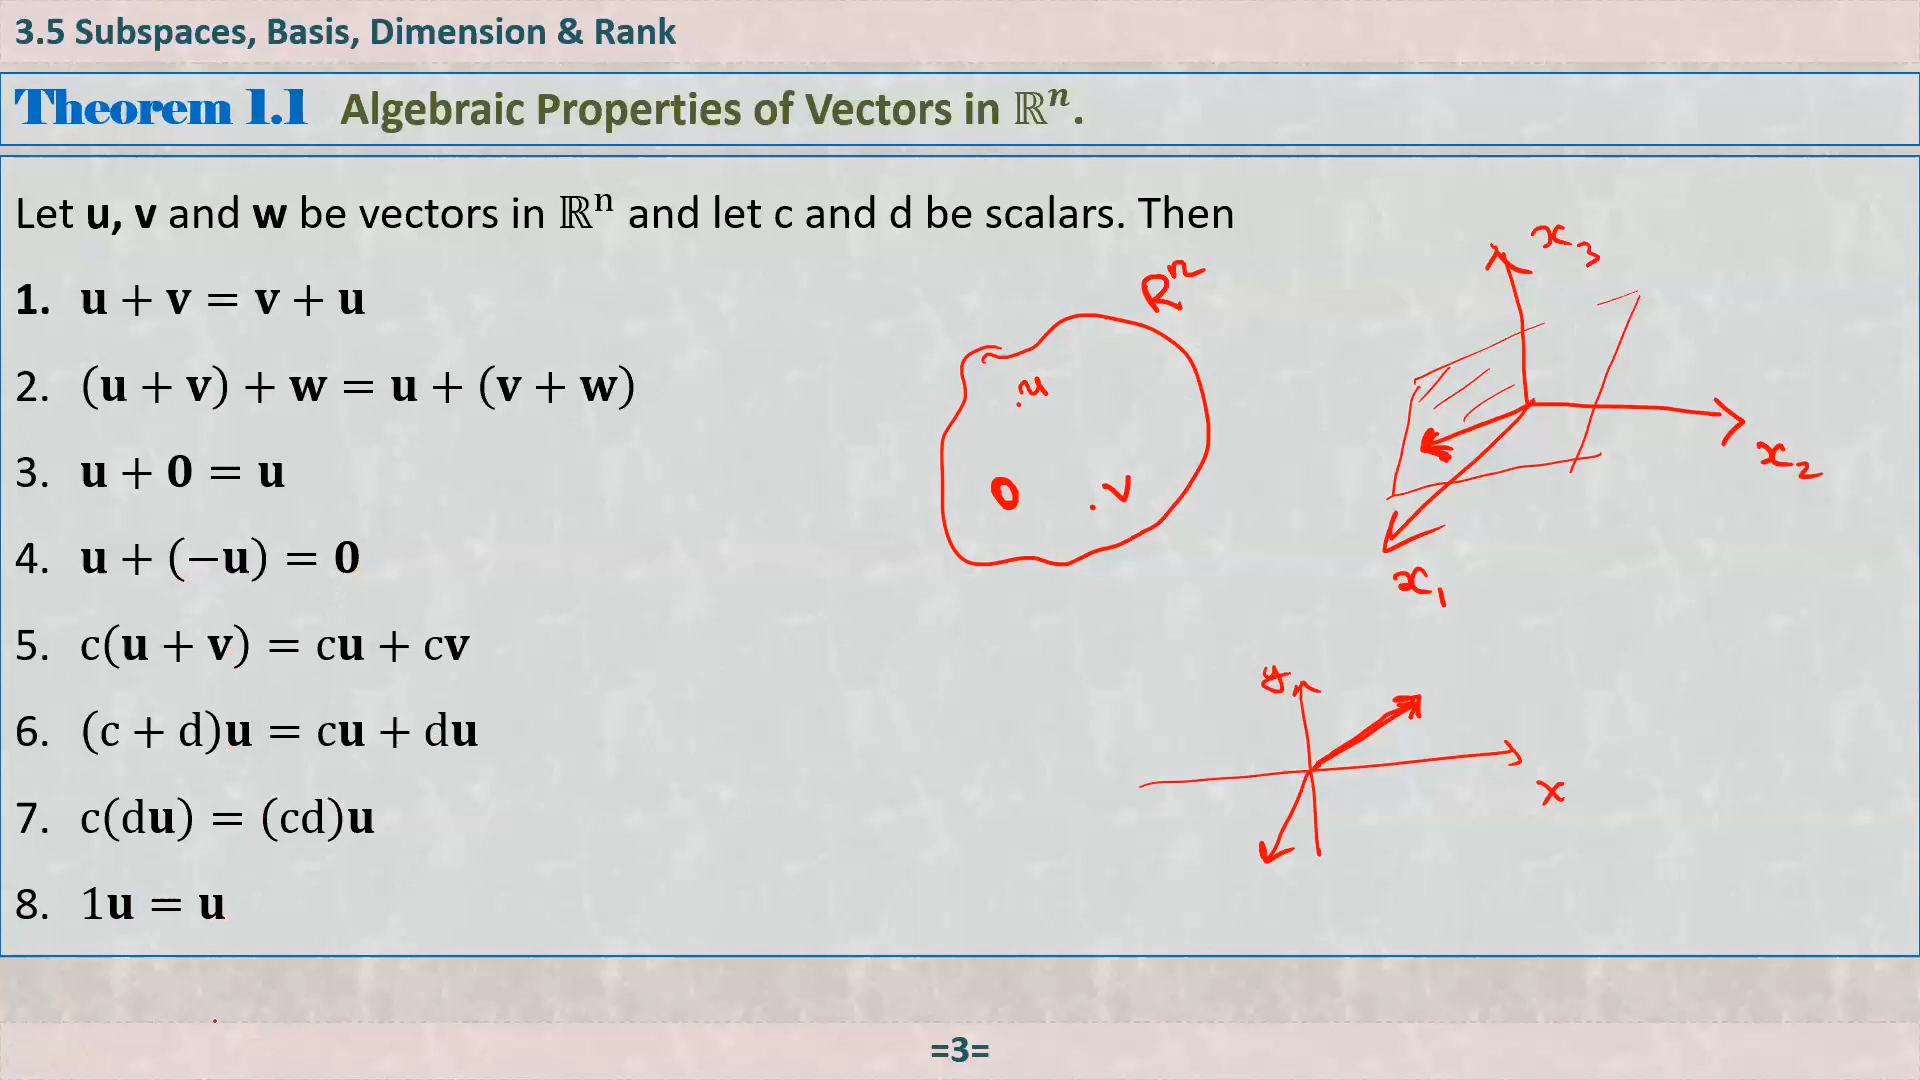 3.5 Subspaces, Basis, Dimension & Rank
Theorem 1.1 Algebraic Properties of Vectors in ℝⁿ.
Let u, v and w be vectors in ℝⁿ and let c and d be scalars. Then
1. u + v = v + u
2. (u + v) + w = u + (v + w)
3. u + 0 = u
4. u + (−u) = 0
5. c(u + v) = cu + cv
6. (c + d)u = cu + du
7. c(du) = (cd)u
8. 1u = u
Rⁿ
u
0
v
x₃
x₂
x₁
y
x
=3=